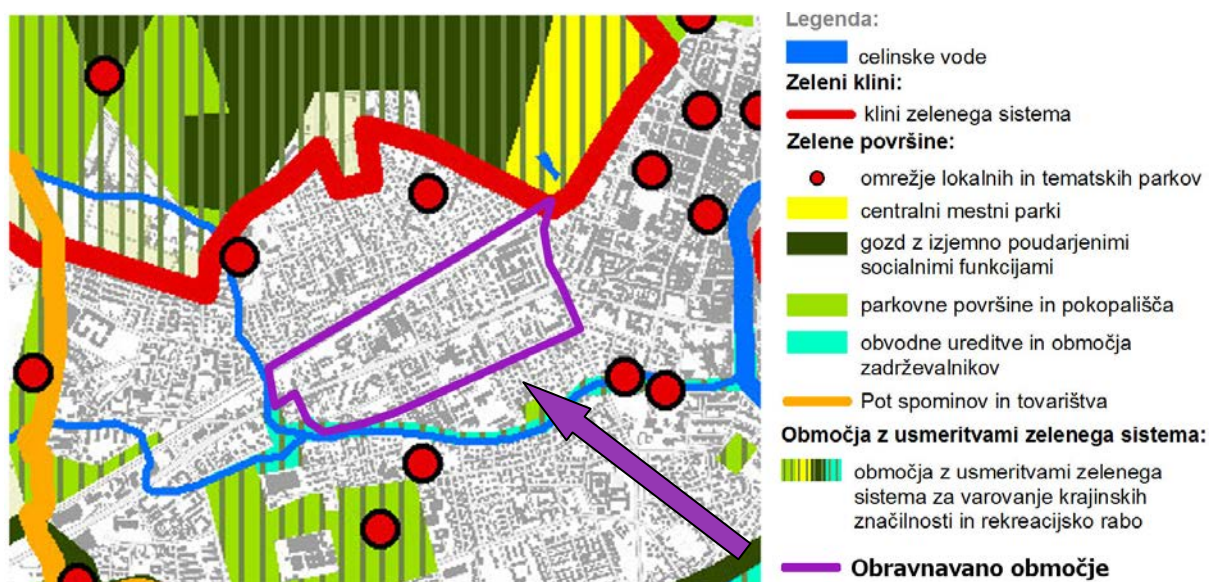 Legenda:
celinske vode
Zeleni klini:
klini zelenega sistema
Zelene površine:
omrežje lokalnih in tematskih parkov
centralni mestni parki
gozd z izjemno poudarjenimi
socialnimi funkcijami
parkovne površine in pokopališča
obvodne ureditve in območja
zadrževalnikov
Pot spominov in tovarištva
Območja z usmeritvami zelenega sistema:
območja z usmeritvami zelenega
sistema za varovanje krajinskih
značilnosti in rekreacijsko rabo
Obravnavano območje